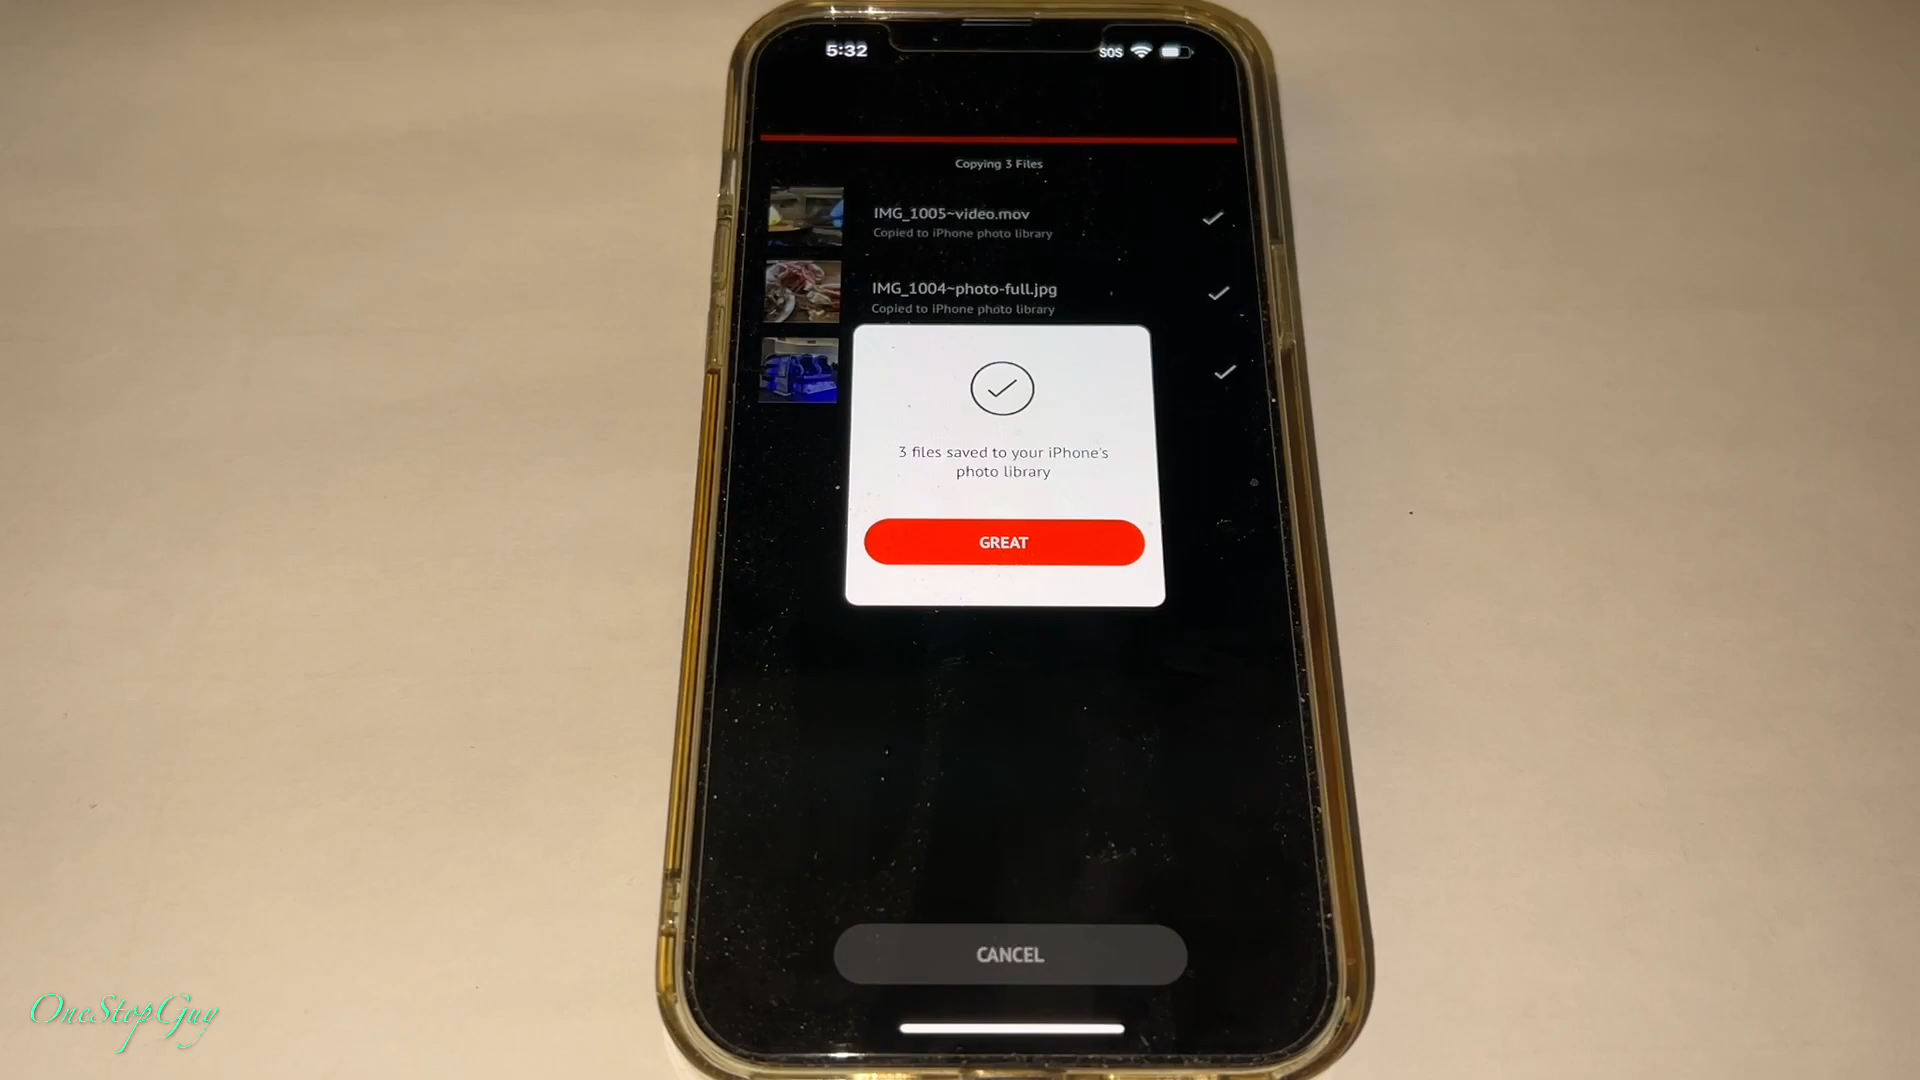 5:32
SOS
Copying 3 Files
IMG_1005~video.mov
Copied to iPhone photo library
IMG_1004~photo-full.jpg
Copied to iPhone photo library
3 files saved to your iPhone's
photo library
GREAT
CANCEL
OneStopGuy